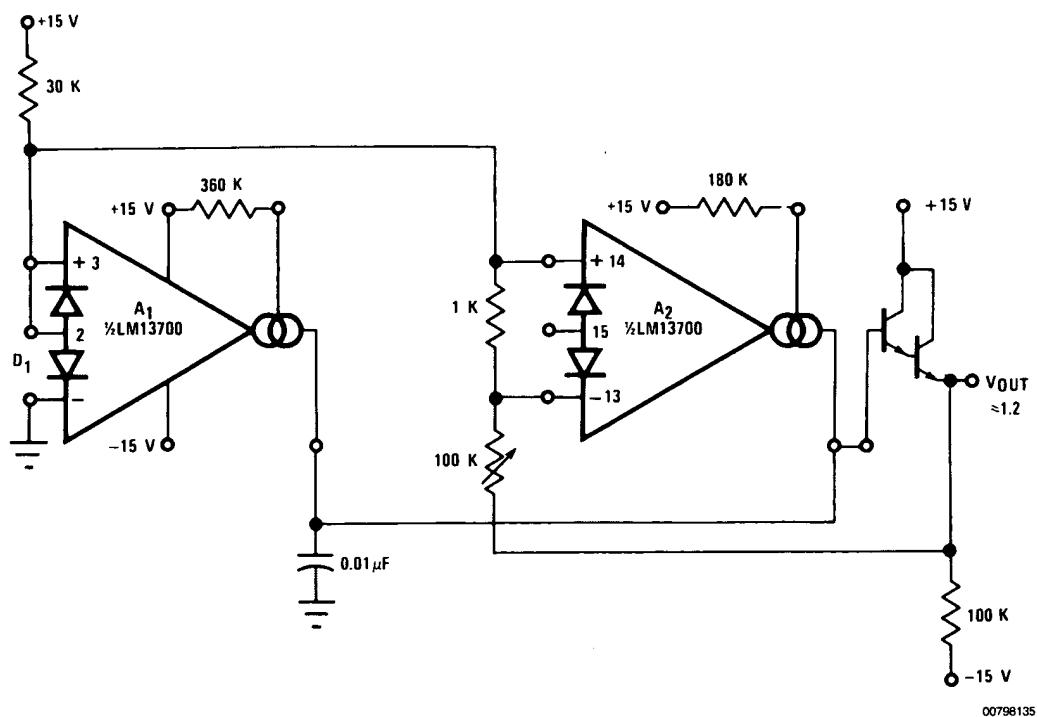 +15 V
30 K
360 K
+15 V
+ 3
A1
½LM13700
2
D1
-
-15 V
0.01 µF
180 K
+15 V
+ 14
1 K
A2
½LM13700
15
- 13
100 K
+15 V
VOUT
≈1.2
100 K
-15 V
00798135